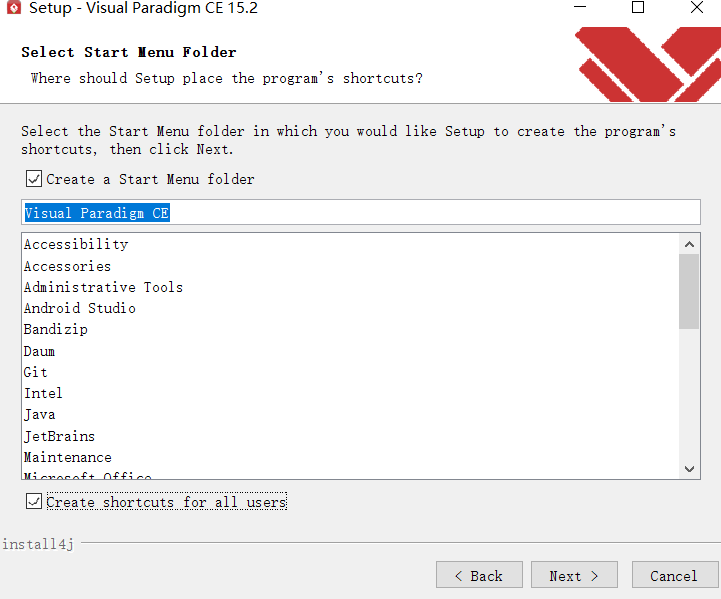 Setup - Visual Paradigm CE 15.2
Select Start Menu Folder
Where should Setup place the program's shortcuts?
Select the Start Menu folder in which you would like Setup to create the program's
shortcuts, then click Next.
Create a Start Menu folder
Visual Paradigm CE
Accessibility
Accessories
Administrative Tools
Android Studio
Bandizip
Daum
Git
Intel
Java
JetBrains
Maintenance
Microsoft Office
Create shortcuts for all users
install4j
< Back Next > Cancel